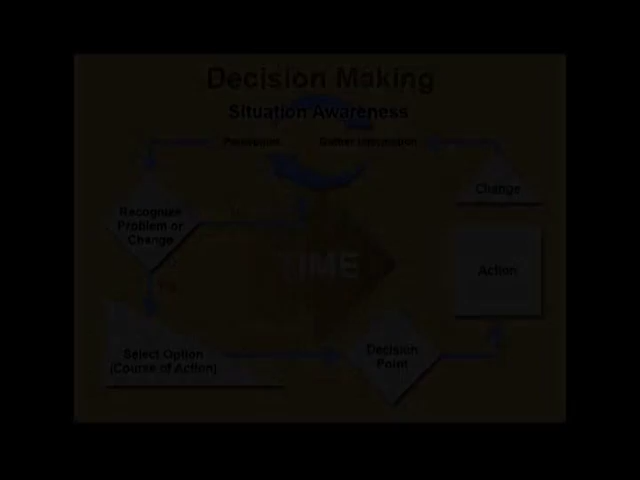 Decision Making
Situation Awareness
Perception
Gather Information
Change
Recognize
Problem or
Change
TIME
Action
Select Option
(Course of Action)
Decision
Point